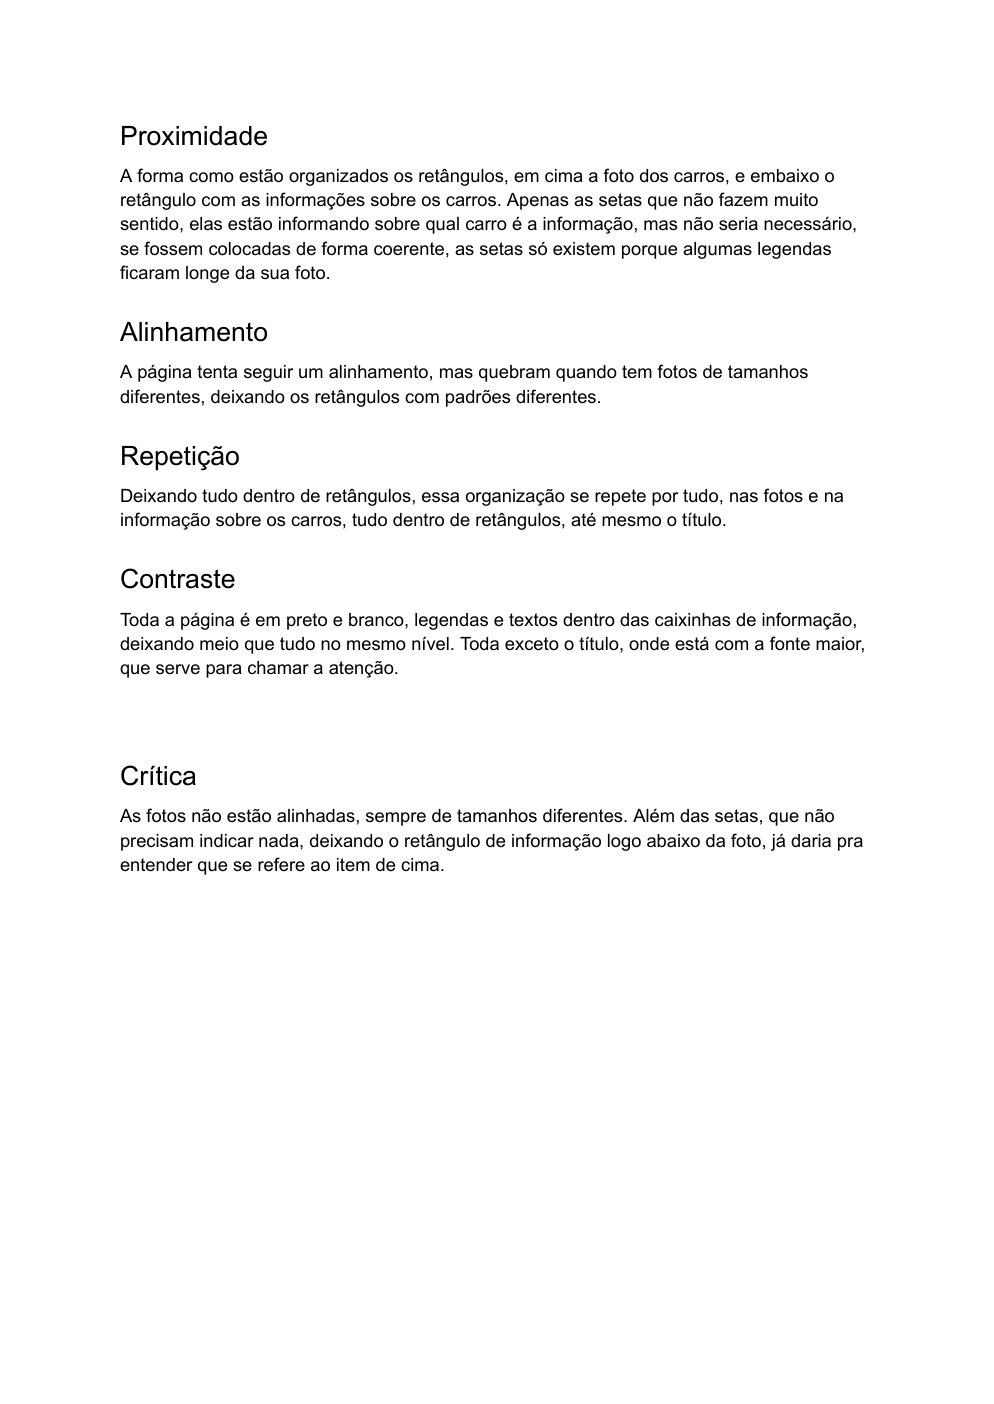 Proximidade
A forma como estão organizados os retângulos, em cima a foto dos carros, e embaixo o
retângulo com as informações sobre os carros. Apenas as setas que não fazem muito
sentido, elas estão informando sobre qual carro é a informação, mas não seria necessário,
se fossem colocadas de forma coerente, as setas só existem porque algumas legendas
ficaram longe da sua foto.
Alinhamento
A página tenta seguir um alinhamento, mas quebram quando tem fotos de tamanhos
diferentes, deixando os retângulos com padrões diferentes.
Repetição
Deixando tudo dentro de retângulos, essa organização se repete por tudo, nas fotos e na
informação sobre os carros, tudo dentro de retângulos, até mesmo o título.
Contraste
Toda a página é em preto e branco, legendas e textos dentro das caixinhas de informação,
deixando meio que tudo no mesmo nível. Toda exceto o título, onde está com a fonte maior,
que serve para chamar a atenção.
Crítica
As fotos não estão alinhadas, sempre de tamanhos diferentes. Além das setas, que não
precisam indicar nada, deixando o retângulo de informação logo abaixo da foto, já daria pra
entender que se refere ao item de cima.